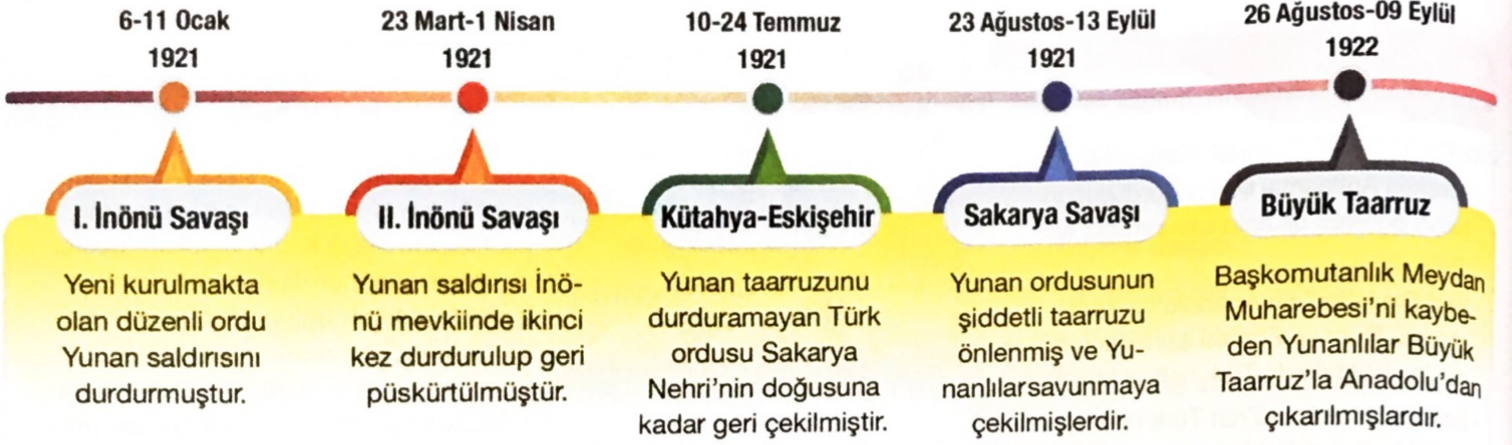 6-11 Ocak
1921
23 Mart-1 Nisan
1921
10-24 Temmuz
1921
23 Ağustos-13 Eylül
1921
26 Ağustos-09 Eylül
1922
I. İnönü Savaşı
Yeni kurulmakta
olan düzenli ordu
Yunan saldırısını
durdurmuştur.
II. İnönü Savaşı
Yunan saldırısı İnö-
nü mevkiinde ikinci
kez durdurulup geri
püskürtülmüştür.
Kütahya-Eskişehir
Yunan taarruzunu
durduramayan Türk
ordusu Sakarya
Nehri'nin doğusuna
kadar geri çekilmiştir.
Sakarya Savaşı
Yunan ordusunun
şiddetli taarruzu
önlenmiş ve Yu-
nanlılarsavunmaya
çekilmişlerdir.
Büyük Taarruz
Başkomutanlık Meydan
Muharebesi'ni kaybe-
den Yunanlılar Büyük
Taarruz'la Anadolu'dan
çıkarılmışlardır.